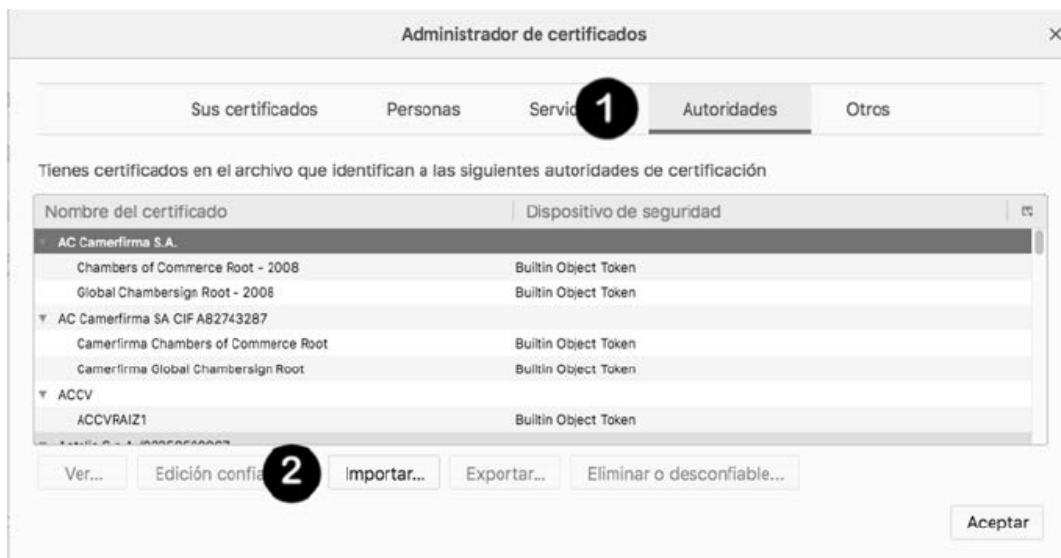 Administrador de certificados
Sus certificados Personas Servic 1 Autoridades Otros
Tienes certificados en el archivo que identifican a las siguientes autoridades de certificación
Nombre del certificado Dispositivo de seguridad
AC Camerfirma S.A.
Chambers of Commerce Root - 2008 Builtin Object Token
Global Chambersign Root - 2008 Builtin Object Token
AC Camerfirma SA CIF A82743287
Camerfirma Chambers of Commerce Root Builtin Object Token
Camerfirma Global Chambersign Root Builtin Object Token
ACCV
ACCVRAIZ1 Builtin Object Token
Ver... Edición confia 2 Importar... Exportar... Eliminar o desconfiable...
Aceptar